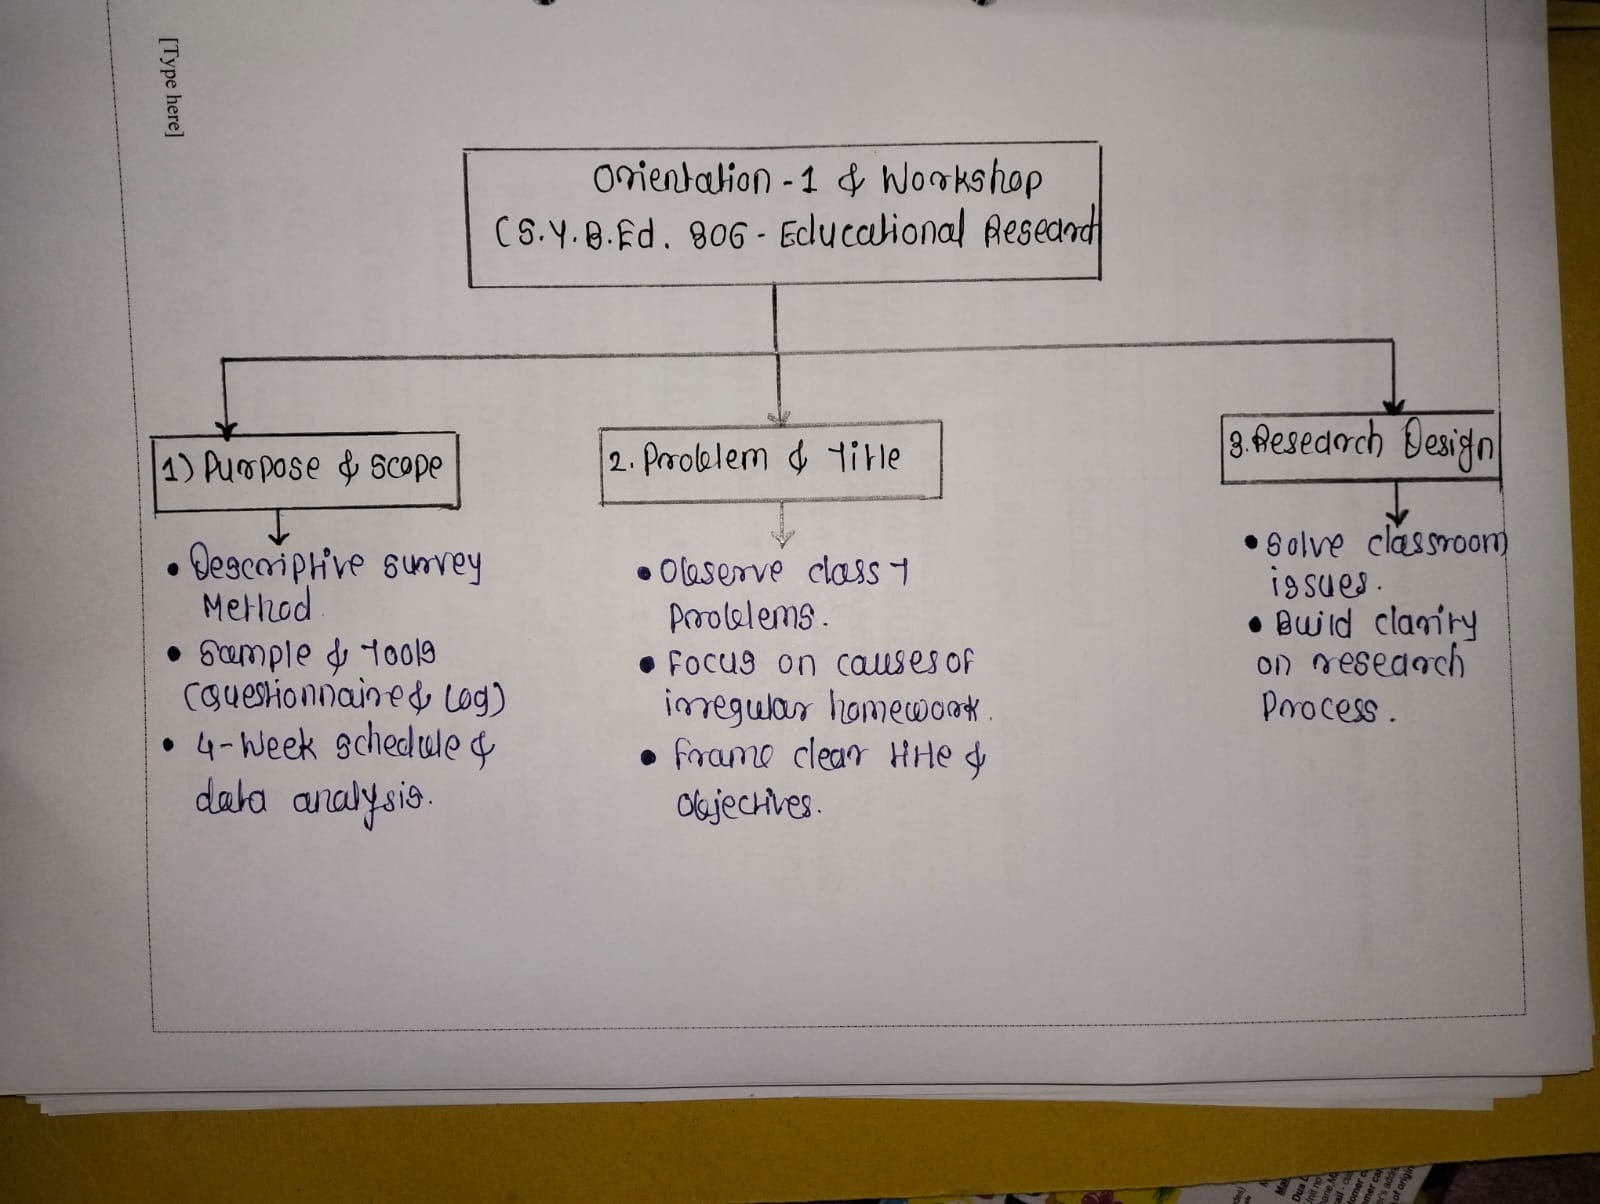 [Type here]
Orientation - 1 & Workshop
(S.Y.B.Ed. 806 - Educational Research
1) Purpose & Scope
• Descriptive survey
Method
• Sample & Tools
(questionnaire & Log)
• 4-Week schedule &
data analysis.
2. Problem & Title
• Observe class 7
Problems.
• Focus on causes of
irregular homework.
• Frame clear title &
Objectives.
3. Research Design
• Solve classroom
issues.
• Build clarity
on research
Process.